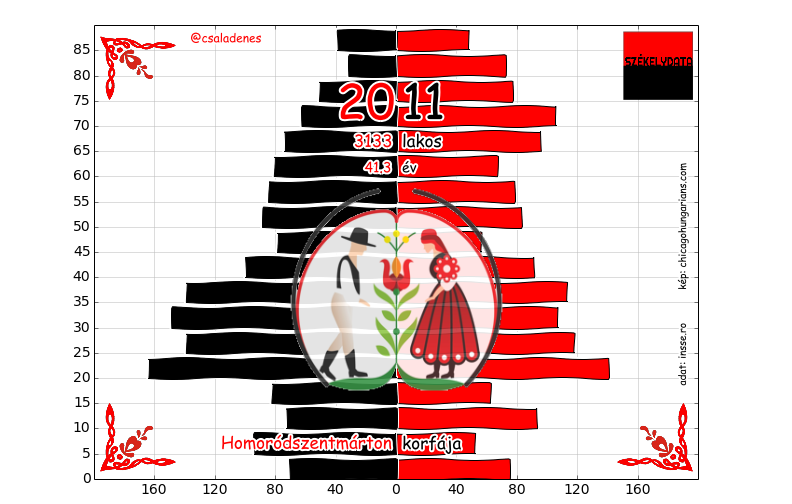 @csaladenes
SZÉKELYDATA
2011
3133 lakos
41,3 év
kép: chicagohungarians.com
adat: insse.ro
Homoródszentmárton korfája
85
80
75
70
65
60
55
50
45
40
35
30
25
20
15
10
5
0
160 120 80 40 0 40 80 120 160